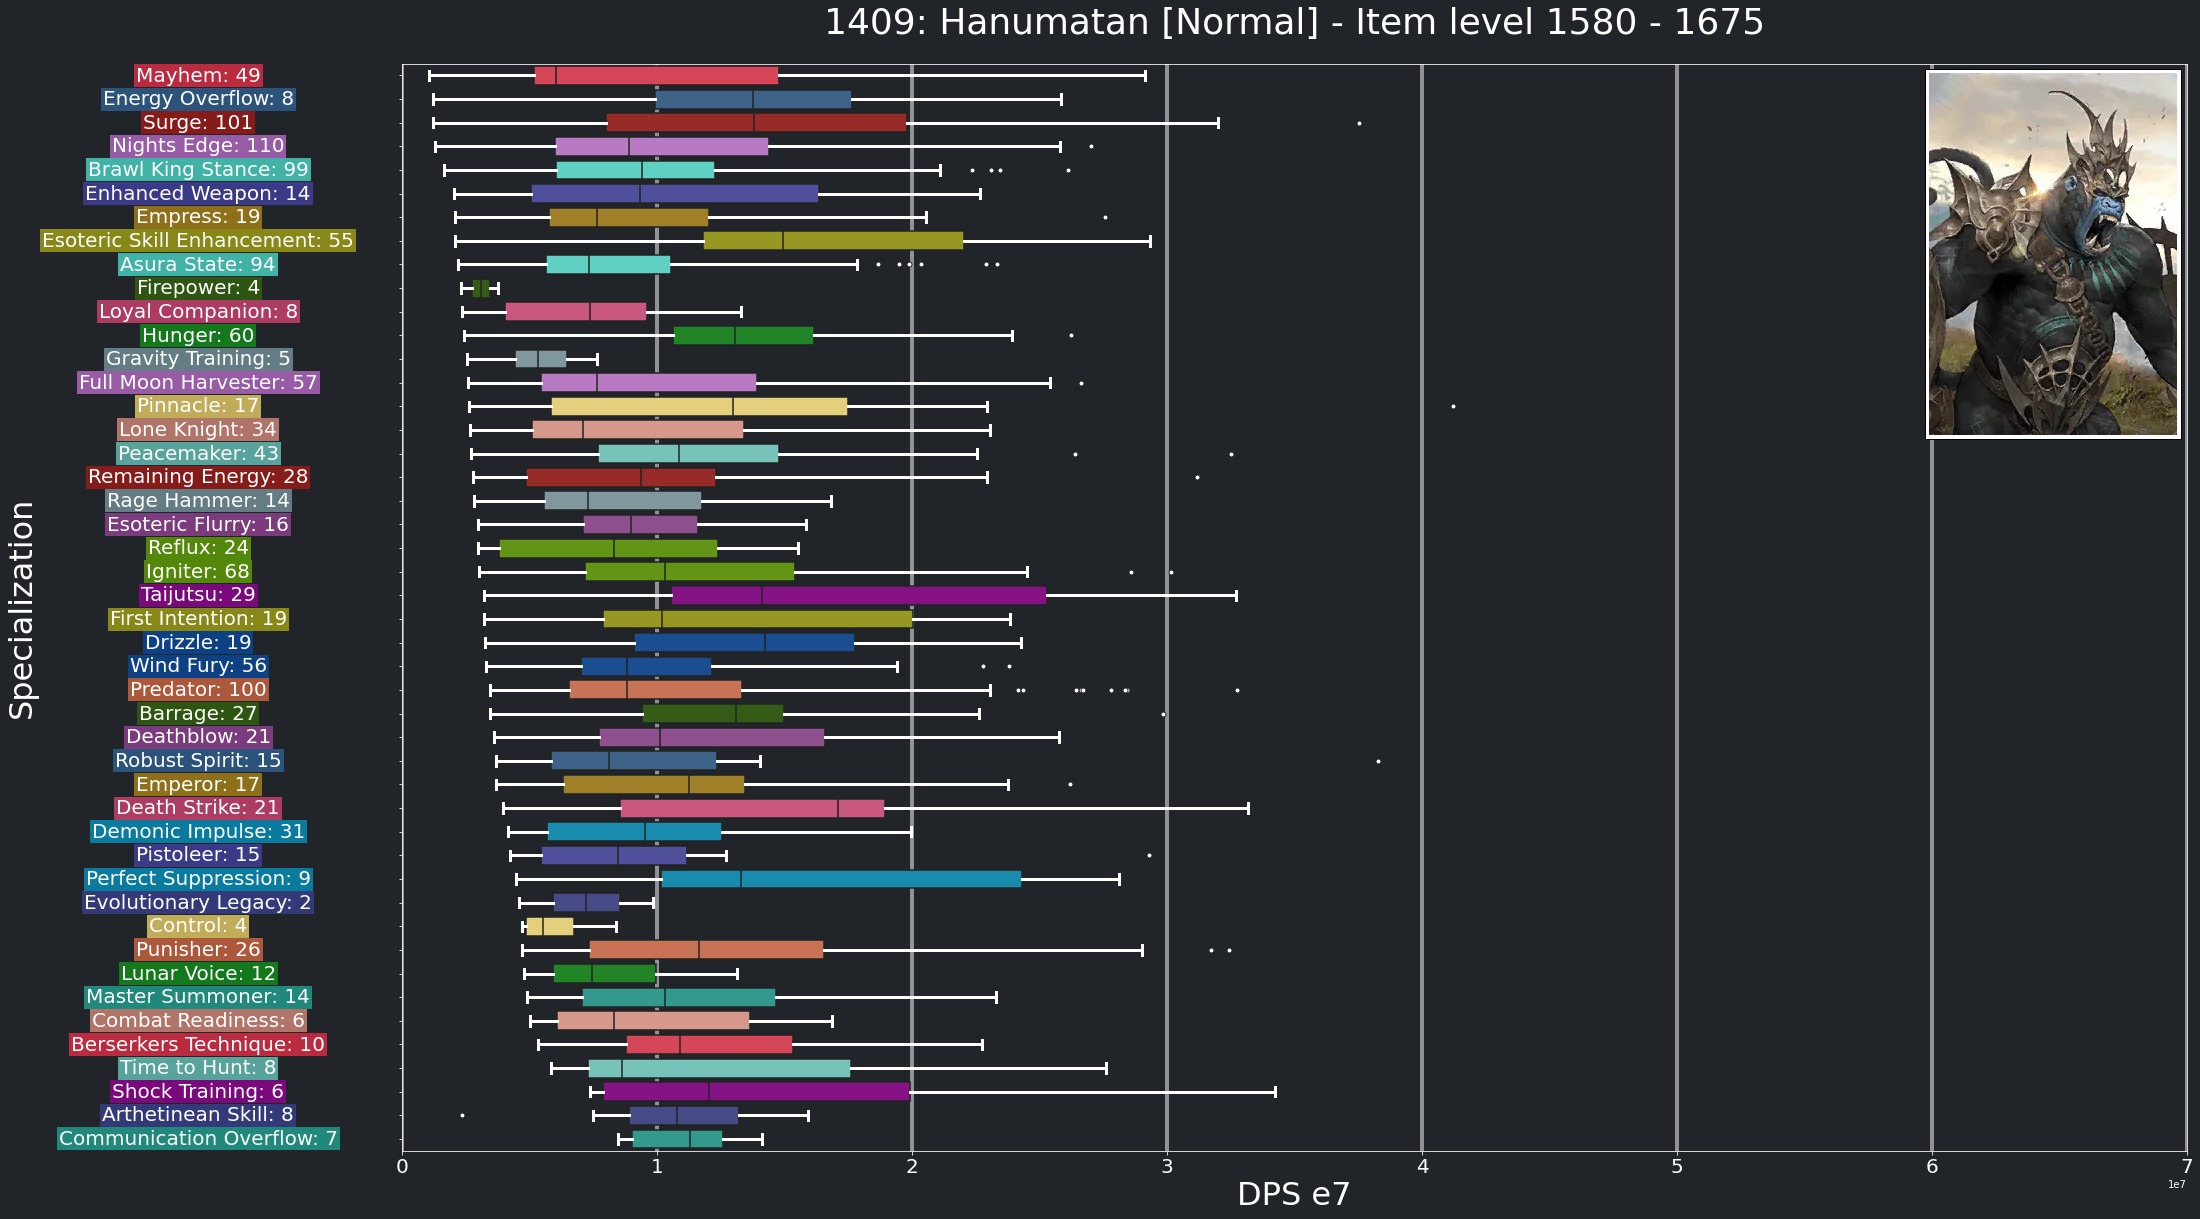 1409: Hanumatan [Normal] - Item level 1580 - 1675
Mayhem: 49
Energy Overflow: 8
Surge: 101
Nights Edge: 110
Brawl King Stance: 99
Enhanced Weapon: 14
Empress: 19
Esoteric Skill Enhancement: 55
Asura State: 94
Firepower: 4
Loyal Companion: 8
Hunger: 60
Gravity Training: 5
Full Moon Harvester: 57
Pinnacle: 17
Lone Knight: 34
Peacemaker: 43
Remaining Energy: 28
Rage Hammer: 14
Esoteric Flurry: 16
Reflux: 24
Igniter: 68
Taijutsu: 29
First Intention: 19
Drizzle: 19
Wind Fury: 56
Predator: 100
Barrage: 27
Deathblow: 21
Robust Spirit: 15
Emperor: 17
Death Strike: 21
Demonic Impulse: 31
Pistoleer: 15
Perfect Suppression: 9
Evolutionary Legacy: 2
Control: 4
Punisher: 26
Lunar Voice: 12
Master Summoner: 14
Combat Readiness: 6
Berserkers Technique: 10
Time to Hunt: 8
Shock Training: 6
Arthetinean Skill: 8
Communication Overflow: 7
Specialization
0 1 2 3 4 5 6 7
1e7
DPS e7